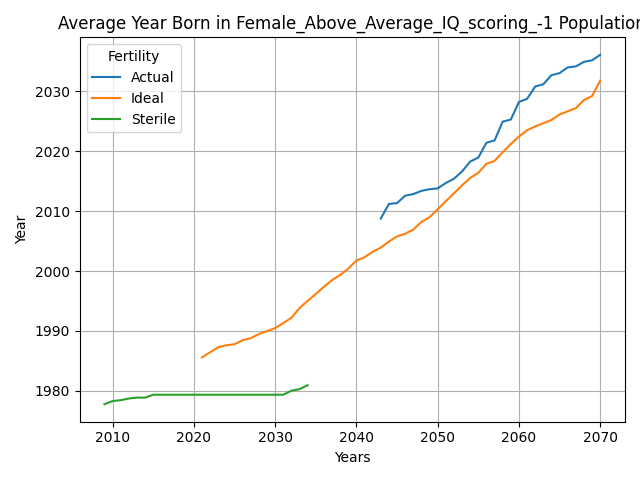 Average Year Born in Female_Above_Average_IQ_scoring_-1 Population
Fertility
Actual
Ideal
Sterile
2030
2020
2010
2000
1990
1980
Year
2010 2020 2030 2040 2050 2060 2070
Years